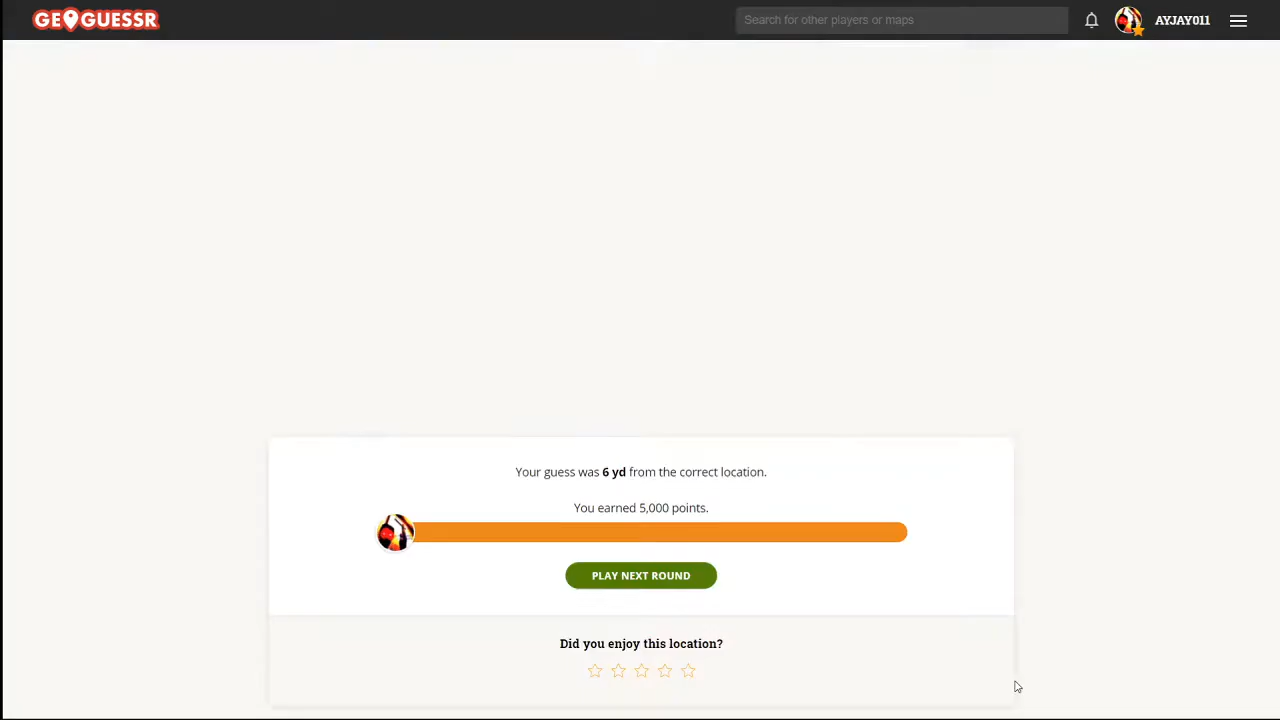 GEOGUESSR
Search for other players or maps
AYJAY011
Your guess was 6 yd from the correct location.
You earned 5,000 points.
PLAY NEXT ROUND
Did you enjoy this location?